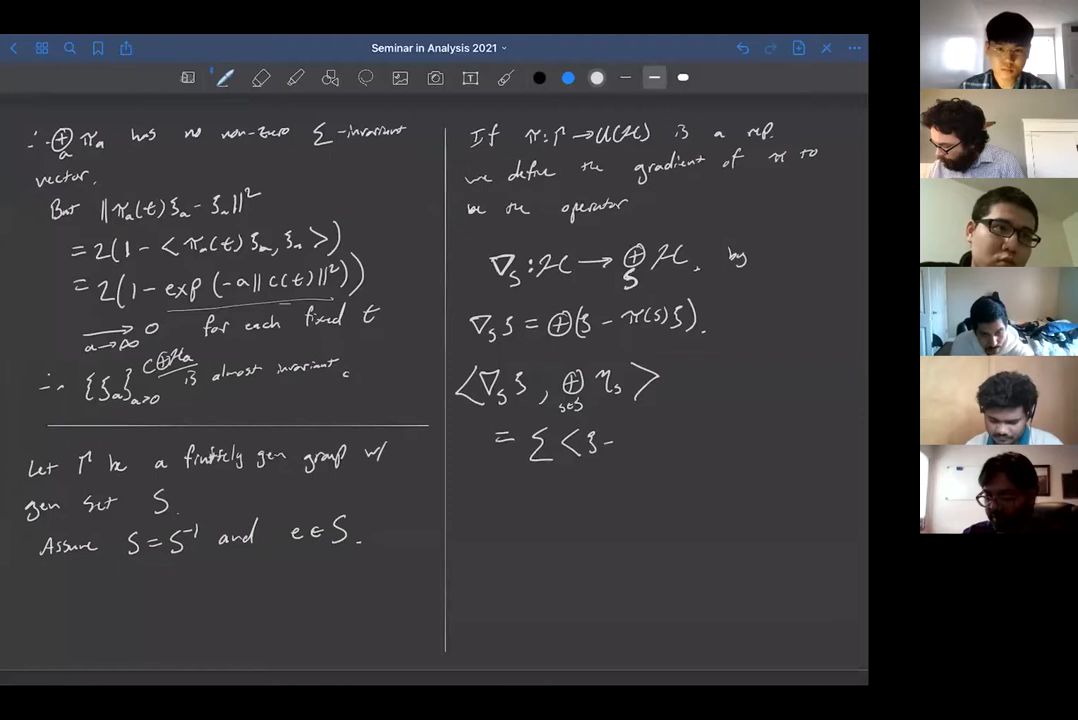 Seminar in Analysis 2021
∴ ⊕_a π_a has no non-zero Σ-invariant
vector.
But ‖π_a(t)ξ_a - ξ_a‖²
= 2(1 - <π_a(t)ξ_a, ξ_a>)
= 2(1 - exp(-a‖c(t)‖²))
⟶_{a→∞} 0 for each fixed t
∴ {ξ_a}_{a>0} ⊂ ⊕H_a is almost invariant.
Let Γ be a finitely gen group w/
gen set S.
Assume S = S⁻¹ and e ∈ S.
If π: Γ → U(H) is a rep.
we define the gradient of π to
be the operator
∇_S : H ⟶ ⊕_S H, by
∇_S ξ = ⊕(ξ - π(s)ξ).
<∇_S ξ, ⊕_{s∈S} η_s>
= Σ <ξ -